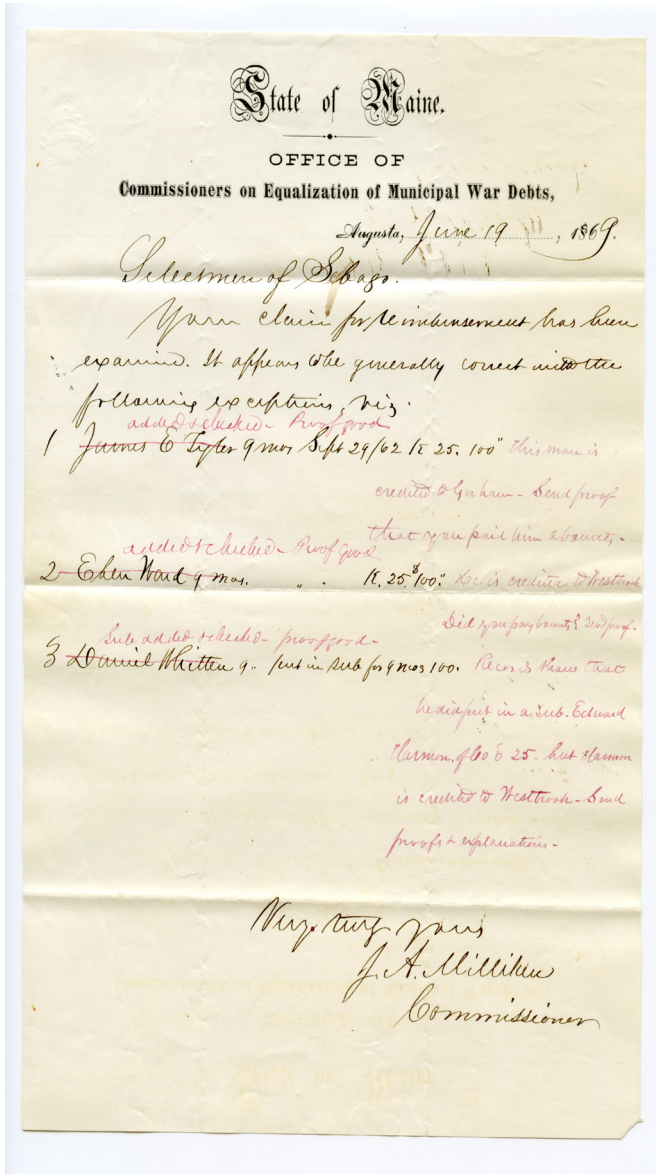 State of Maine.
OFFICE OF
Commissioners on Equalization of Municipal War Debts,
Augusta, June 19, 1869.
Selectmen of Sebago.
Your claim for reimbursement has been
examined. It appears to be generally correct with the
following exceptions, viz.
added & checked - Proof good
1 James E Tyler 9 mos Sept 29/62 K 25. 100" This man is
credited to Gorham - Send proof
that you paid him a bounty.
added & checked - Proof good
2 Eben Ward 9 mos. " " K. 25 $100." He is credited to Westbrook
Did you pay bounty? Send proof.
Sub added & checked - proof good -
3 Daniel Whitten 9 " put in sub for 9 mos 100. Records show that
he did put in a sub. Edward
Harmon, of Co 25 - but Harmon
is credited to Westbrook - Send
proofs & explanations -
Very truly yours
J. A. Milliken
Commissioner